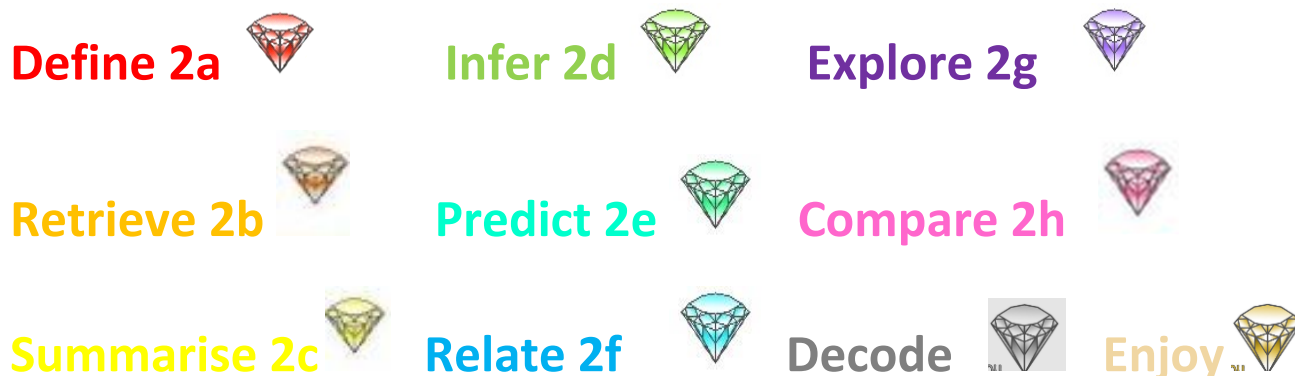 Define 2a Infer 2d Explore 2g
Retrieve 2b Predict 2e Compare 2h
Summarise 2c Relate 2f Decode Enjoy